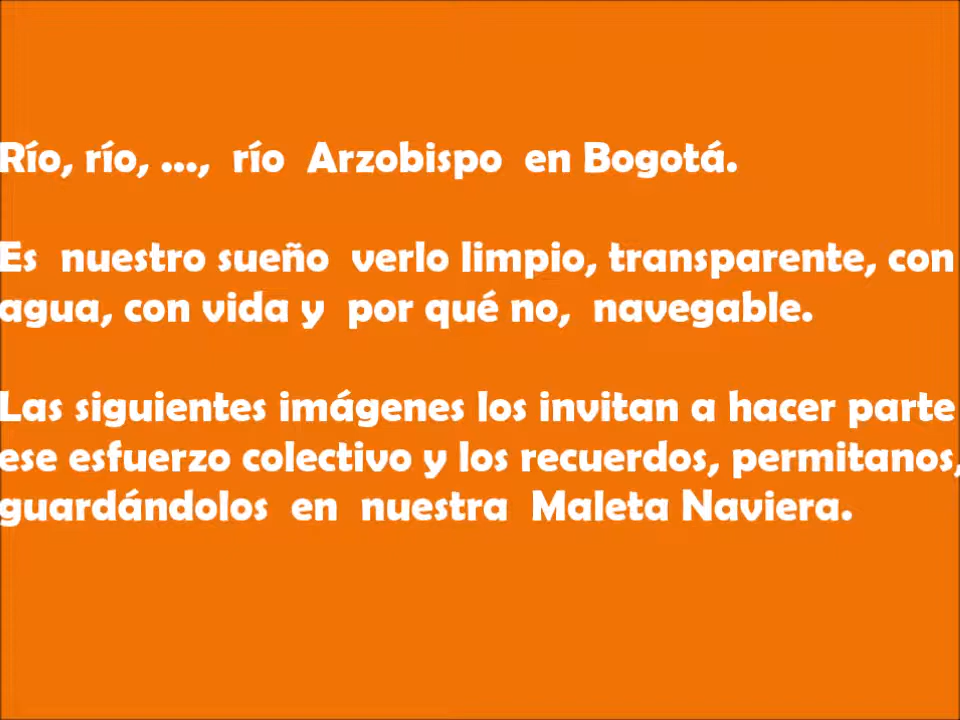 Río, río, ..., río Arzobispo en Bogotá.
Es nuestro sueño verlo limpio, transparente, con
agua, con vida y por qué no, navegable.
Las siguientes imágenes los invitan a hacer parte
ese esfuerzo colectivo y los recuerdos, permitanos,
guardándolos en nuestra Maleta Naviera.